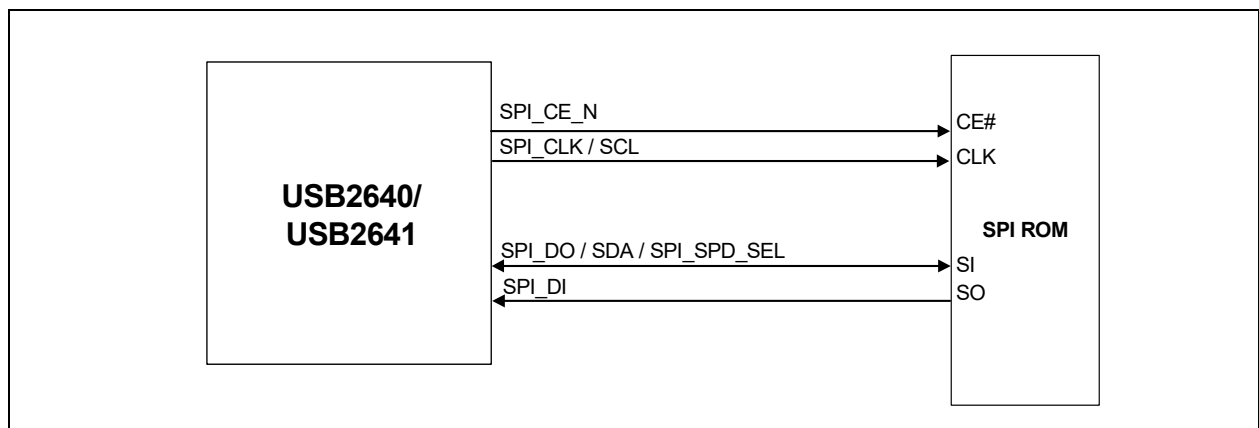 SPI_CE_N
CE#
SPI_CLK / SCL
CLK
USB2640/
USB2641
SPI ROM
SPI_DO / SDA / SPI_SPD_SEL
SI
SPI_DI
SO